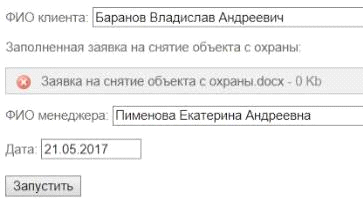 ФИО клиента: Баранов Владислав Андреевич
Заполненная заявка на снятие объекта с охраны:
Заявка на снятие объекта с охраны.docx - 0 Kb
ФИО менеджера: Пименова Екатерина Андреевна
Дата: 21.05.2017
Запустить